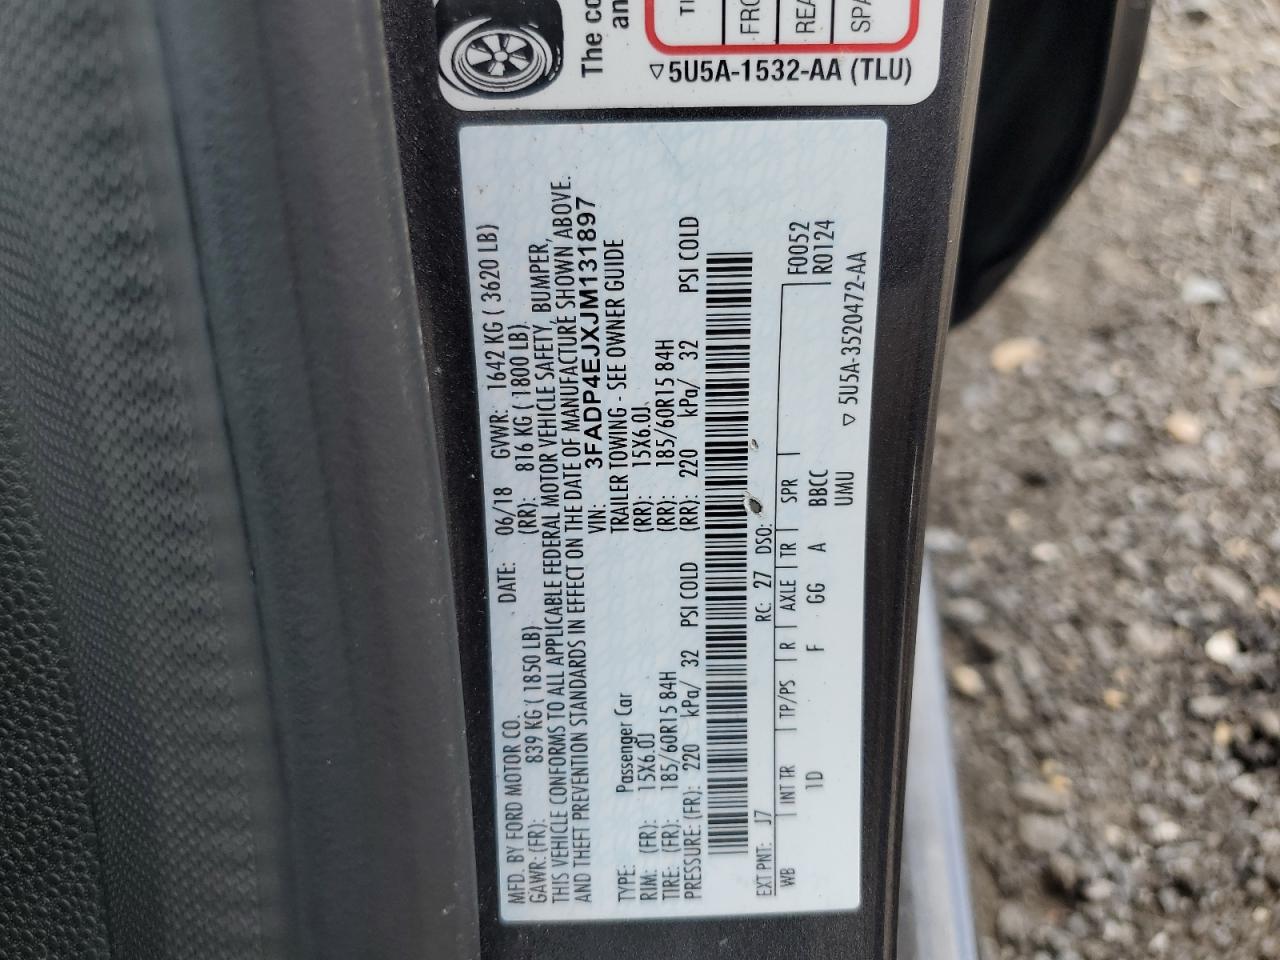 The co
an
TI
FRO
REA
SPA
▽5U5A-1532-AA (TLU)
MFD. BY FORD MOTOR CO. DATE: 06/18 GVWR: 1642 KG ( 3620 LB)
GAWR: (FR): 839 KG ( 1850 LB) (RR): 816 KG ( 1800 LB)
THIS VEHICLE CONFORMS TO ALL APPLICABLE FEDERAL MOTOR VEHICLE SAFETY, BUMPER,
AND THEFT PREVENTION STANDARDS IN EFFECT ON THE DATE OF MANUFACTURE SHOWN ABOVE.
VIN: 3FADP4EJXJM131897
TYPE: Passenger Car TRAILER TOWING - SEE OWNER GUIDE
RIM: (FR): 15X6.0J (RR): 15X6.0J
TIRE: (FR): 185/60R15 84H (RR): 185/60R15 84H
PRESSURE: (FR): 220 kPa/ 32 PSI COLD (RR): 220 kPa/ 32 PSI COLD
EXT PNT: J7 RC: 27 DSO:
WB | INT TR | TP/PS | R | AXLE | TR | SPR | F0052
1D F GG A BBCC R0124
UMU
▽ 5U5A-3520472-AA